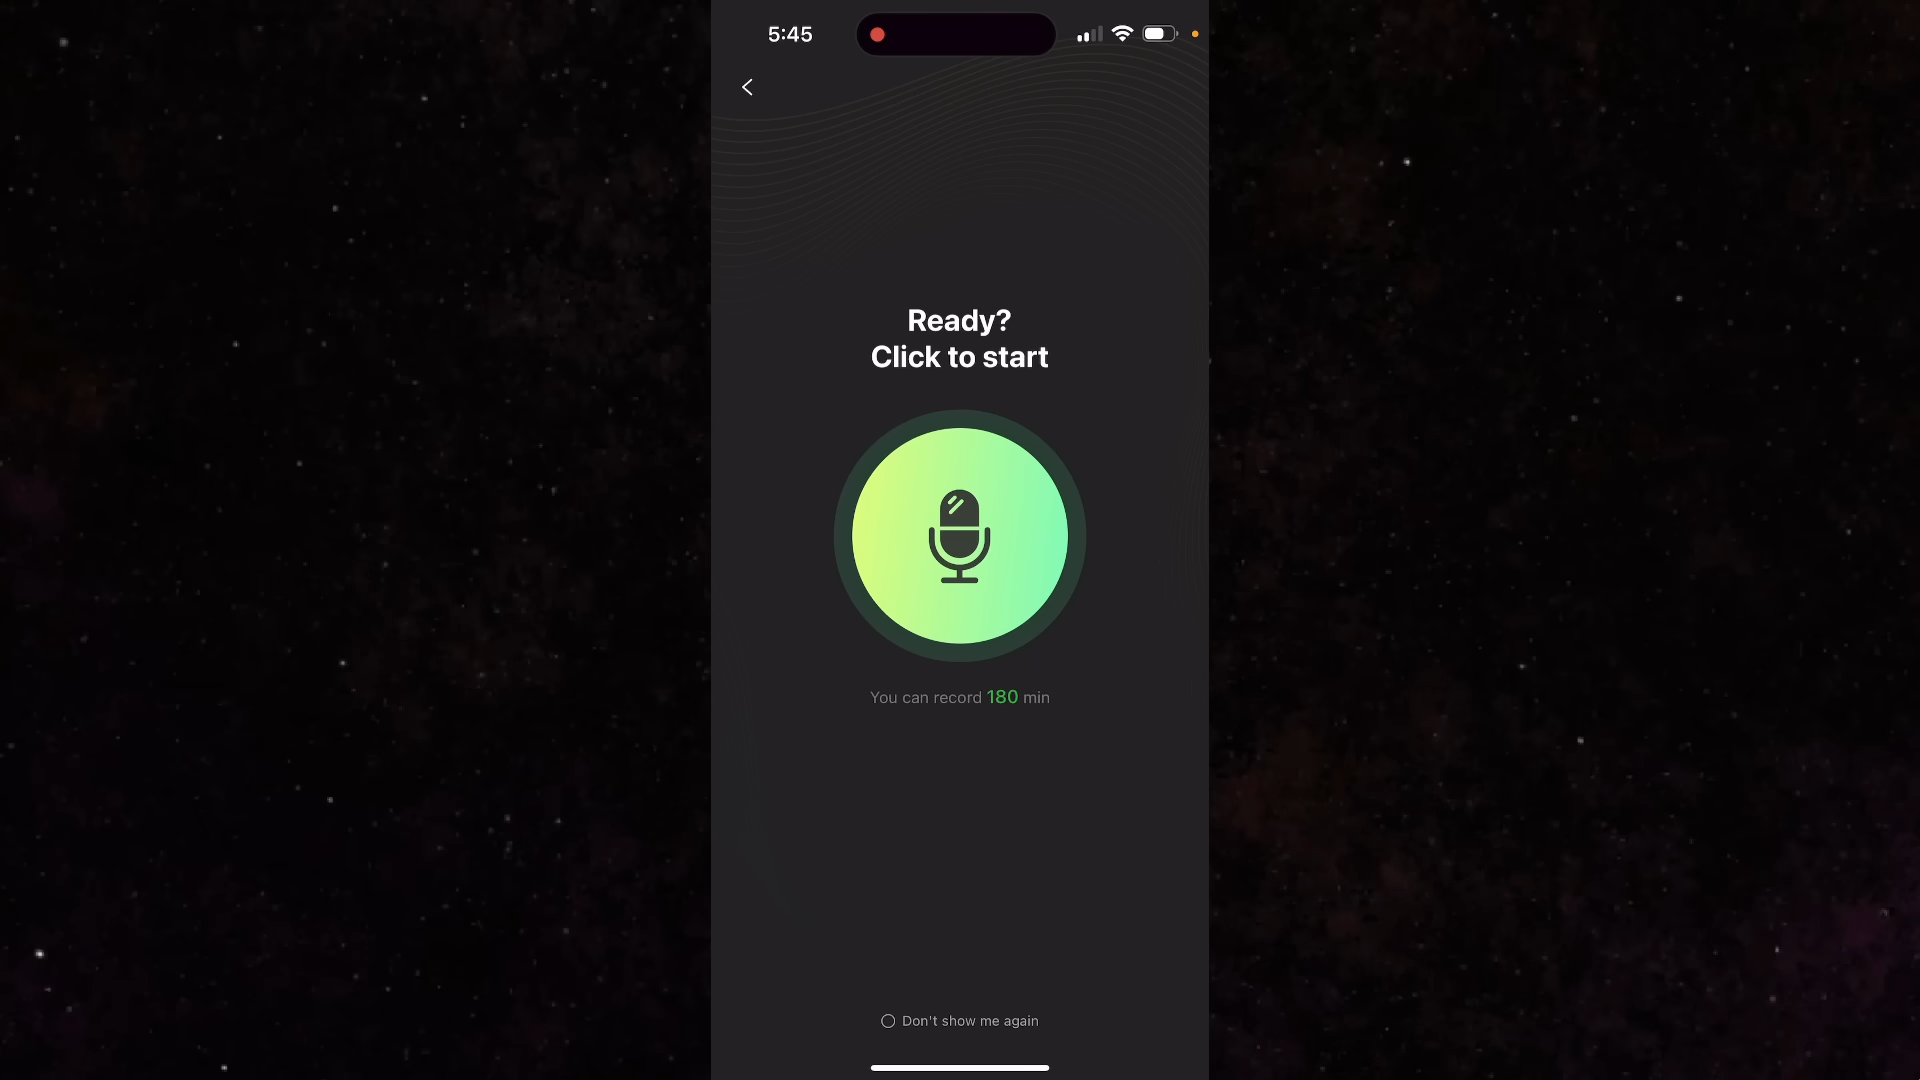 5:45
Ready?
Click to start
You can record 180 min
Don't show me again